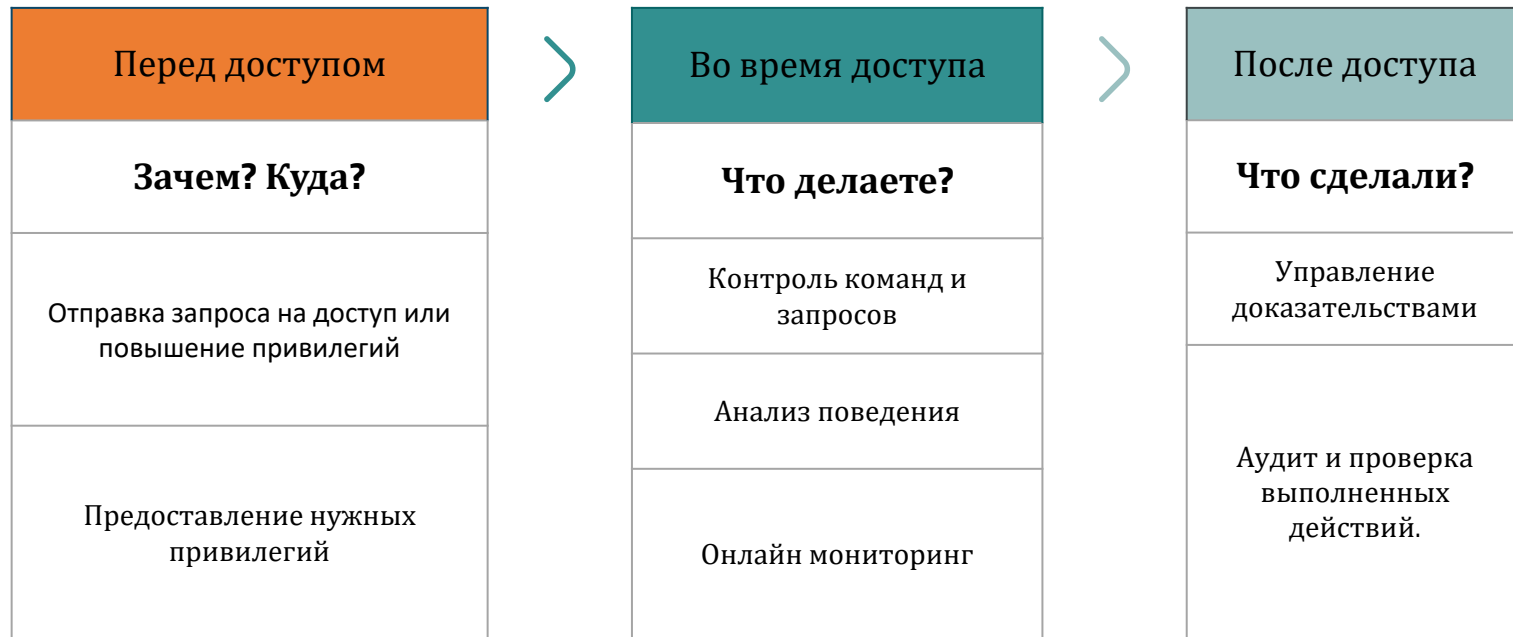 Перед доступом
Зачем? Куда?
Отправка запроса на доступ или
повышение привилегий
Предоставление нужных
привилегий
Во время доступа
Что делаете?
Контроль команд и
запросов
Анализ поведения
Онлайн мониторинг
После доступа
Что сделали?
Управление
доказательствами
Аудит и проверка
выполненных
действий.